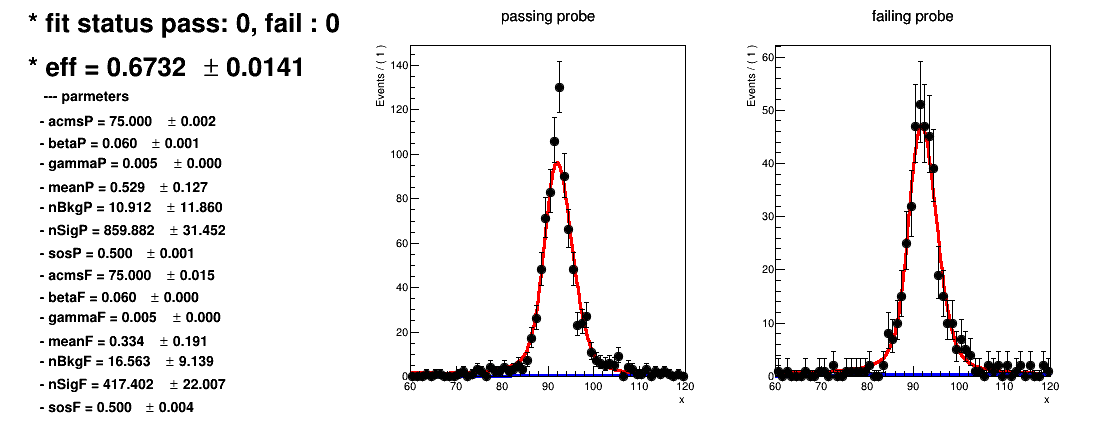 * fit status pass: 0, fail : 0
* eff = 0.6732 ± 0.0141
--- parmeters
- acmsP = 75.000 ± 0.002
- betaP = 0.060 ± 0.001
- gammaP = 0.005 ± 0.000
- meanP = 0.529 ± 0.127
- nBkgP = 10.912 ± 11.860
- nSigP = 859.882 ± 31.452
- sosP = 0.500 ± 0.001
- acmsF = 75.000 ± 0.015
- betaF = 0.060 ± 0.000
- gammaF = 0.005 ± 0.000
- meanF = 0.334 ± 0.191
- nBkgF = 16.563 ± 9.139
- nSigF = 417.402 ± 22.007
- sosF = 0.500 ± 0.004
passing probe
Events / ( 1 )
140
120
100
80
60
40
20
0
60 70 80 90 100 110 120
x
failing probe
Events / ( 1 )
60
50
40
30
20
10
0
60 70 80 90 100 110 120
x